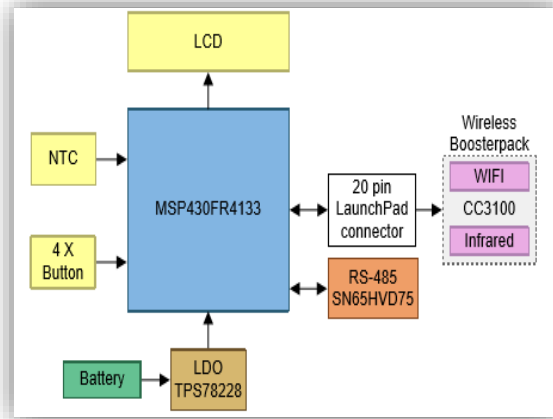 LCD
NTC
MSP430FR4133
4 X
Button
20 pin
LaunchPad
connector
Wireless
Boosterpack
WIFI
CC3100
Infrared
RS-485
SN65HVD75
Battery
LDO
TPS78228